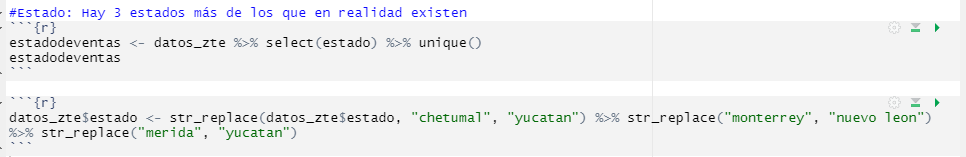 #Estado: Hay 3 estados más de los que en realidad existen
```{r}
estadodeventas <- datos_zte %>% select(estado) %>% unique()
estadodeventas
```
```{r}
datos_zte$estado <- str_replace(datos_zte$estado, "chetumal", "yucatan") %>% str_replace("monterrey", "nuevo leon")
%>% str_replace("merida", "yucatan")
```